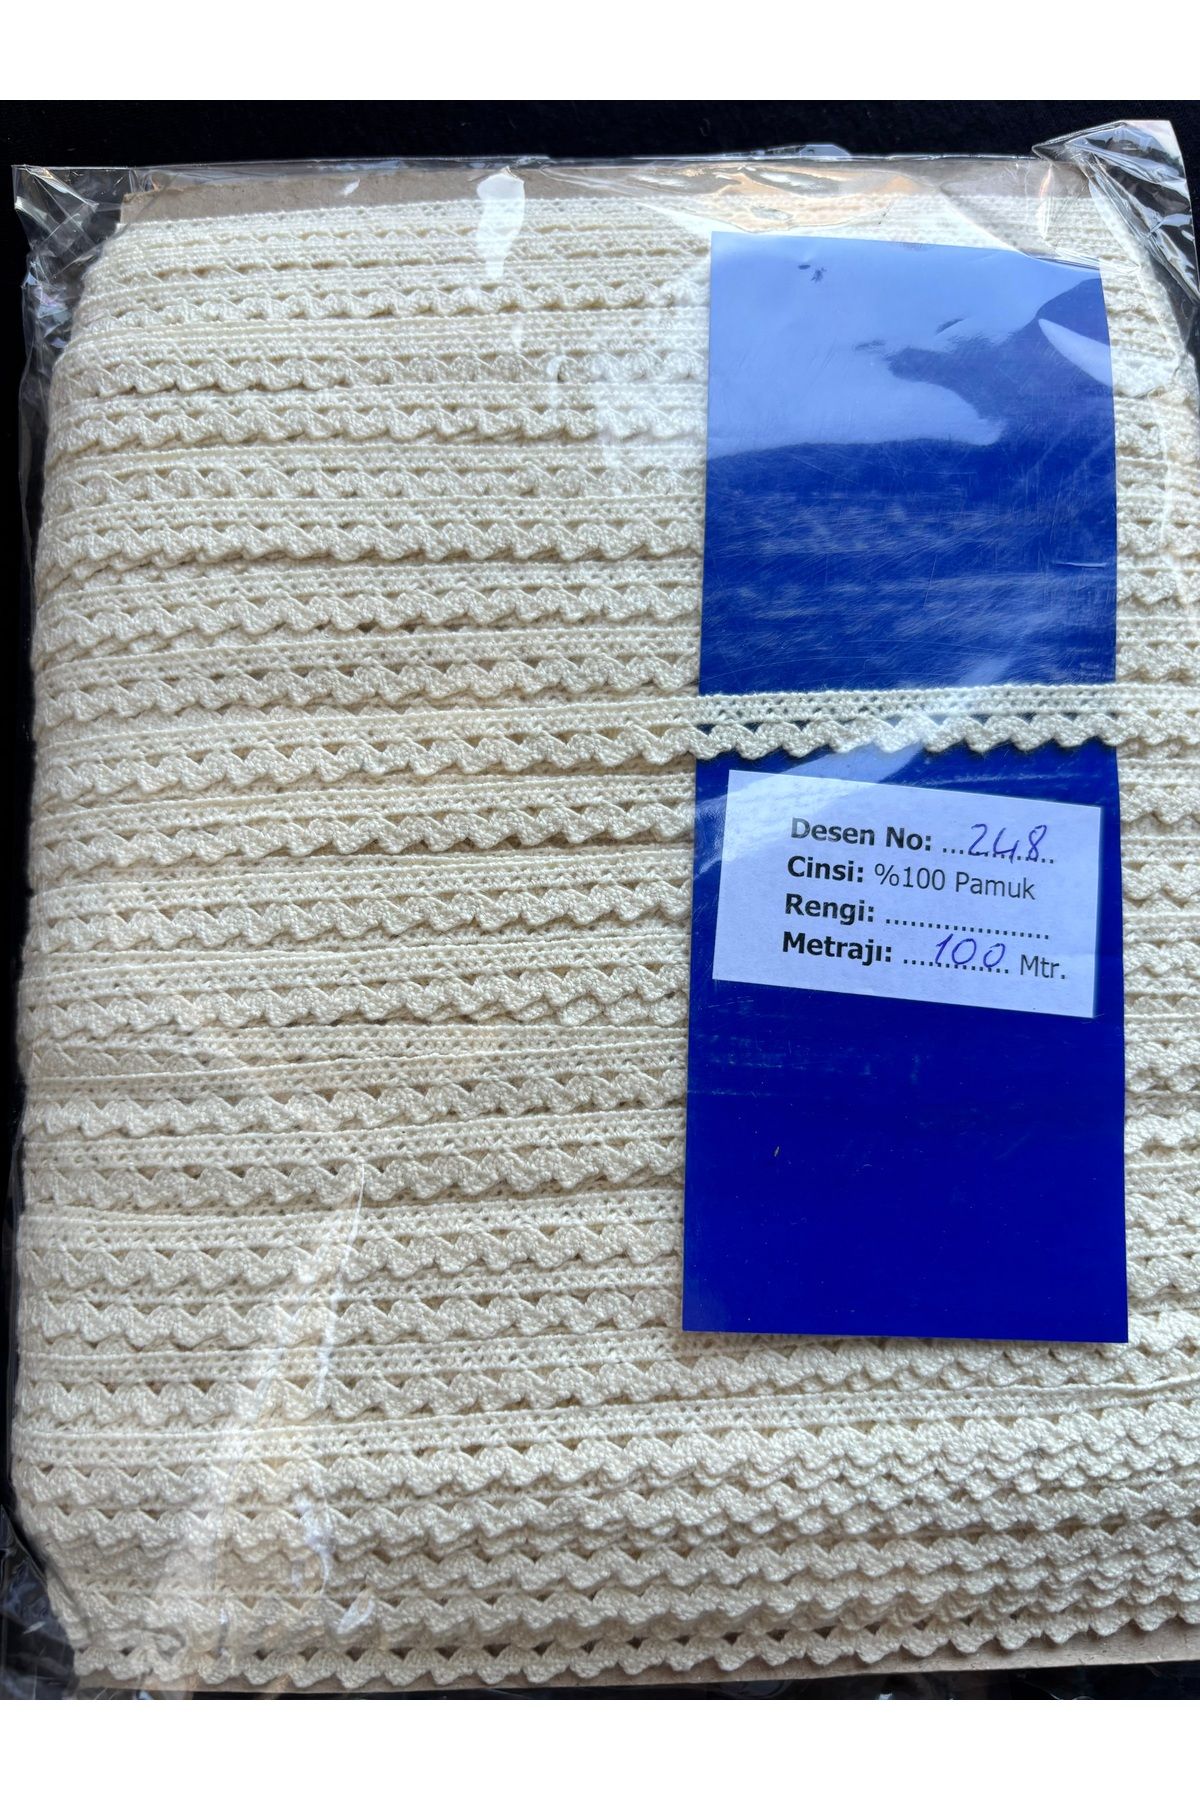 Desen No: ...248...
Cinsi: %100 Pamuk
Rengi: ....................
Metrajı: ....100.... Mtr.